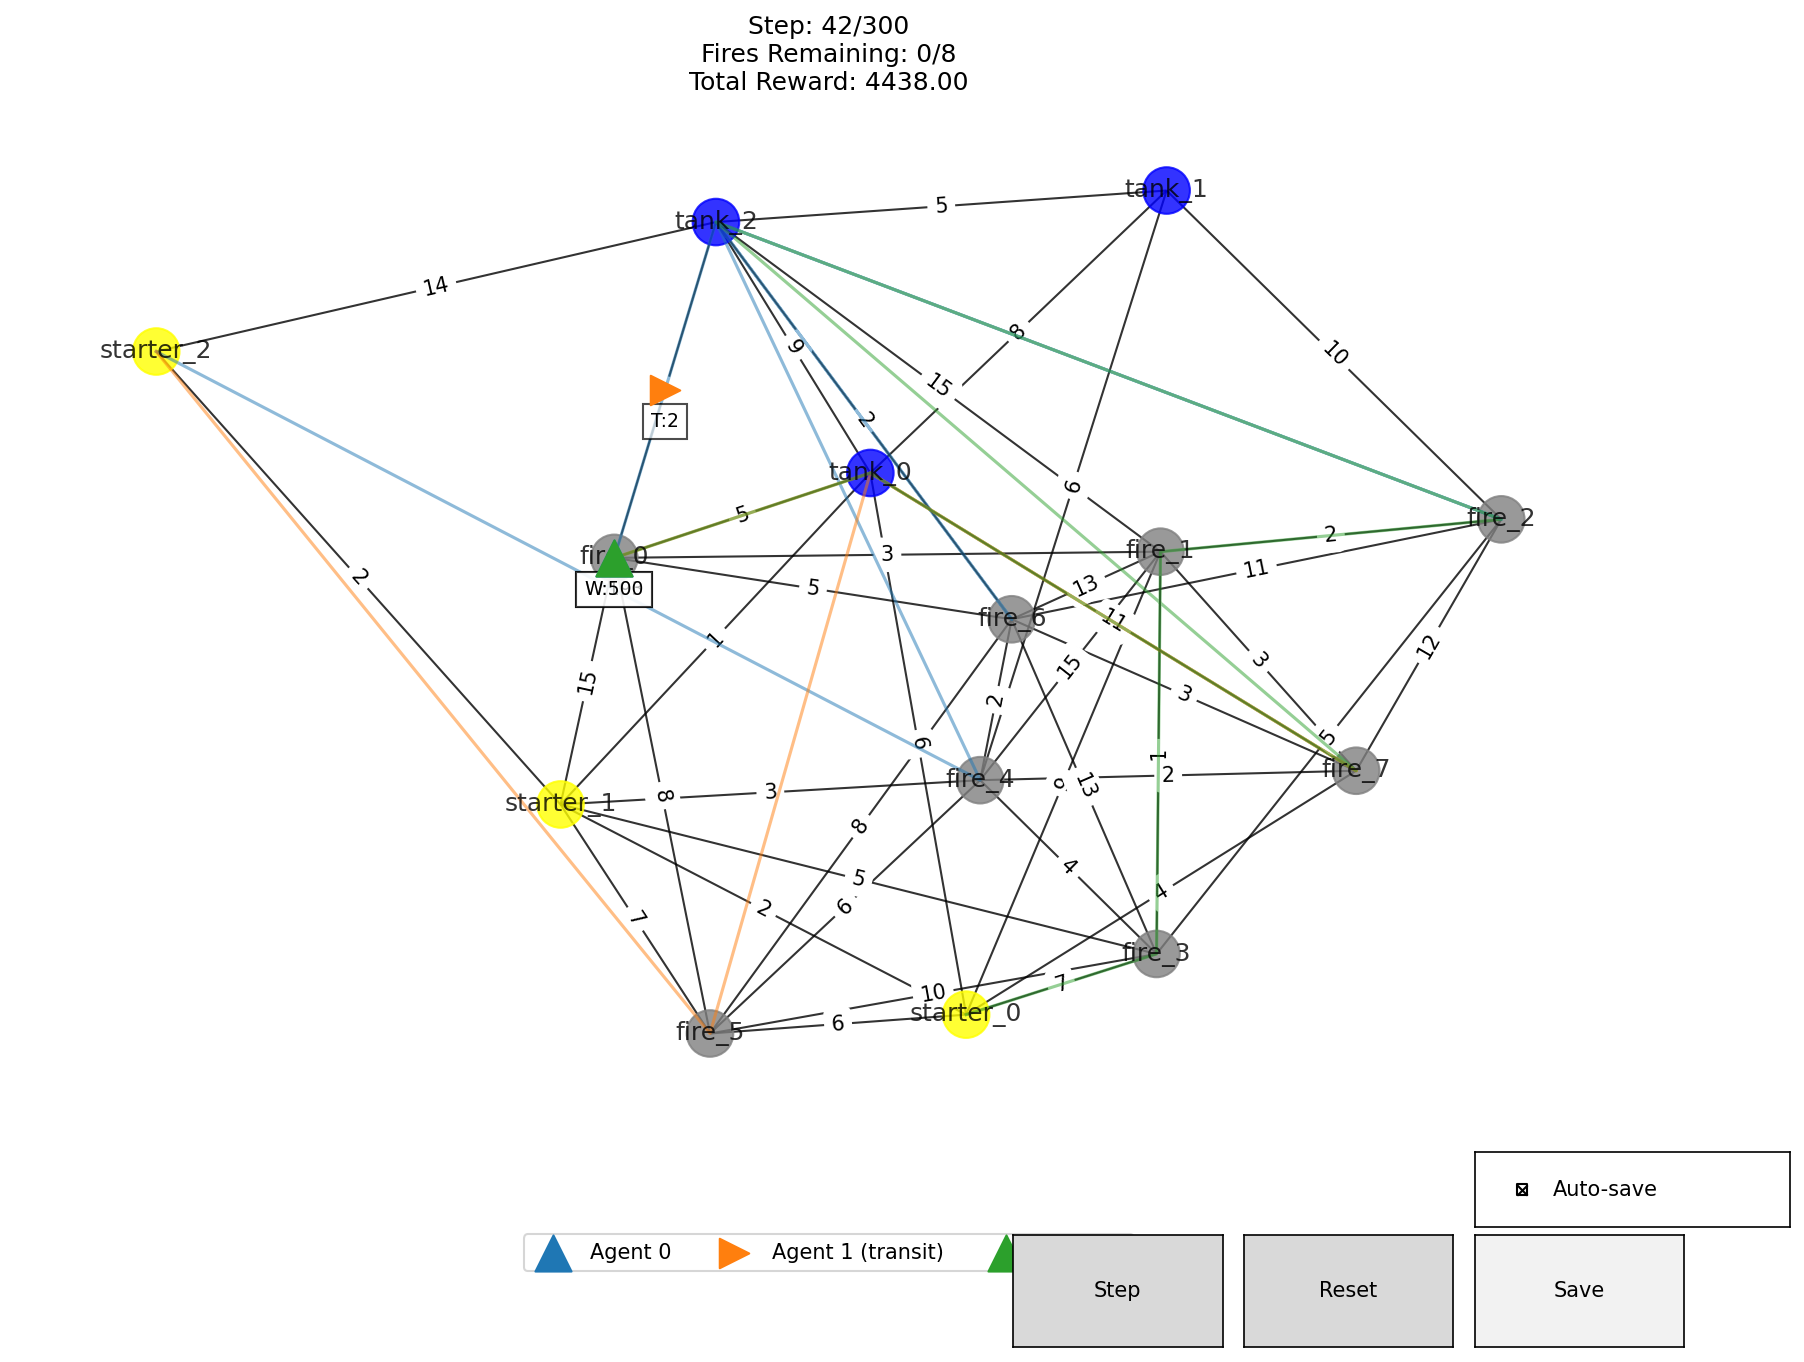 Step: 42/300
Fires Remaining: 0/8
Total Reward: 4438.00
tank_1
5
tank_2
14
8
starter_2
9
10
15
T:2
2
tank_0
6
5
fire_2
2
fire_0
3
fire_1
11
13
2
5
W:500
fire_6
11
1
12
15
3
15
3
2
5
6
1
fire_4
2
fire_7
9
13
3
8
starter_1
8
4
5
4
6
2
7
fire_3
7
10
starter_0
6
fire_5
Auto-save
Agent 0
Agent 1 (transit)
Step
Reset
Save